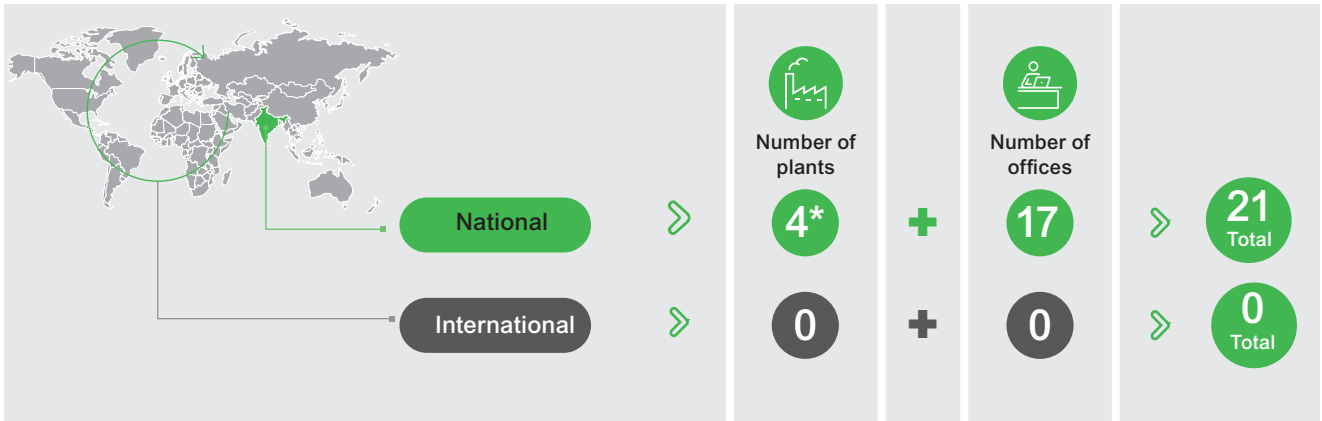 Number of
plants
Number of
offices
National
4*
17
21
Total
International
0
0
0
Total